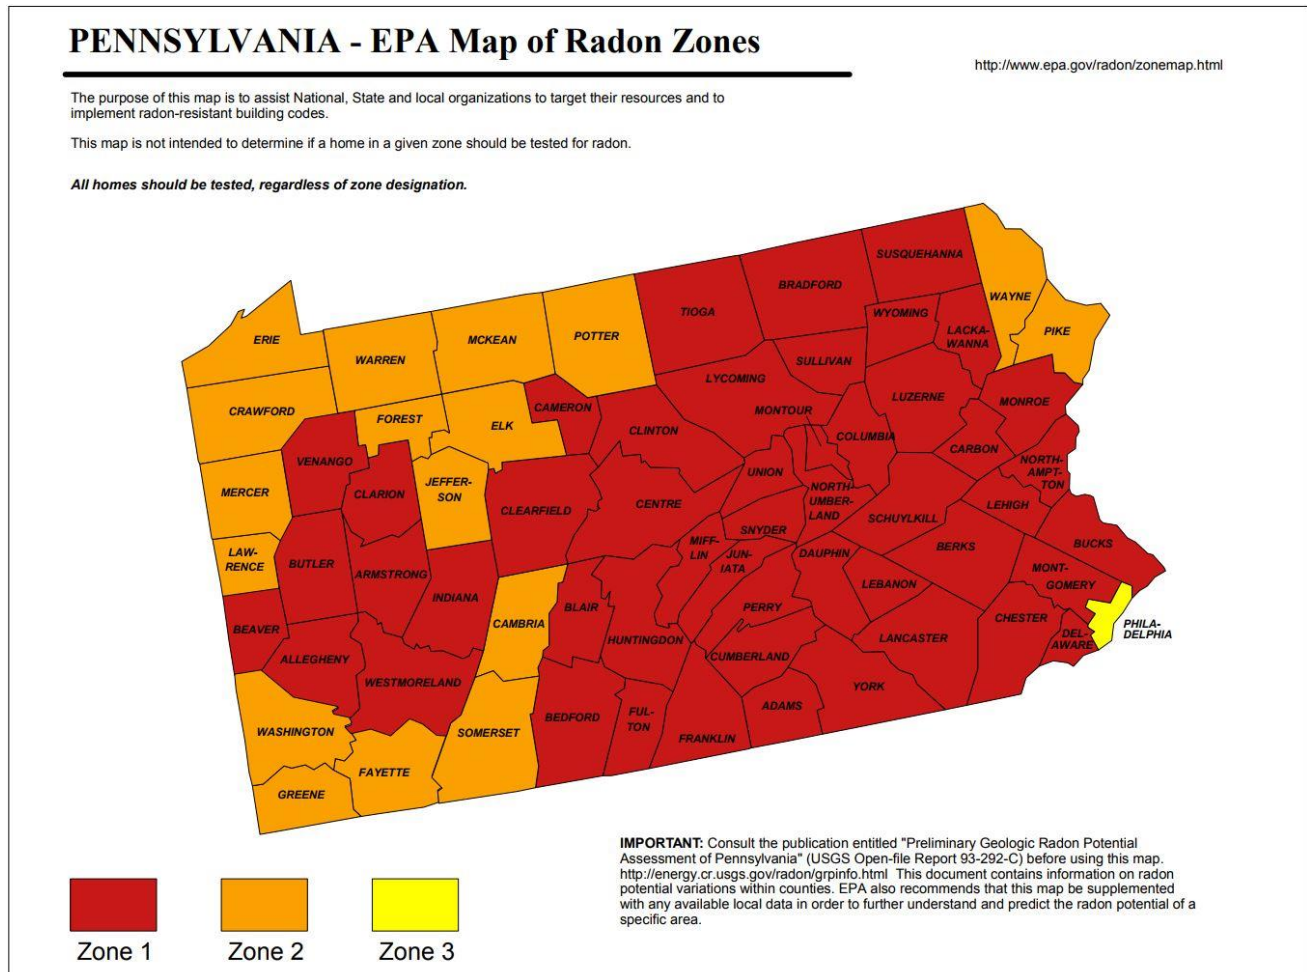 PENNSYLVANIA - EPA Map of Radon Zones
http://www.epa.gov/radon/zonemap.html
The purpose of this map is to assist National, State and local organizations to target their resources and to
implement radon-resistant building codes.
This map is not intended to determine if a home in a given zone should be tested for radon.
All homes should be tested, regardless of zone designation.
SUSQUEHANNA
BRADFORD
WAYNE
TIOGA
WYOMING
LACKA-
WANNA
PIKE
ERIE
WARREN
MCKEAN
POTTER
SULLIVAN
LYCOMING
LUZERNE
MONROE
CRAWFORD
FOREST
ELK
CAMERON
MONTOUR
CLINTON
COLUMBIA
CARBON
VENANGO
CLARION
JEFFER-
SON
UNION
NORTH-
AMPT-
TON
MERCER
CLEARFIELD
CENTRE
NORTH-
UMBER-
LAND
LEHIGH
SCHUYLKILL
SNYDER
LAW-
RENCE
BUTLER
ARMSTRONG
MIFF-
LIN
JUN-
IATA
DAUPHIN
BERKS
BUCKS
MONT-
GOMERY
LEBANON
INDIANA
BLAIR
PERRY
BEAVER
CAMBRIA
HUNTINGDON
LANCASTER
CHESTER
DEL-
AWARE
PHILA-
DELPHIA
ALLEGHENY
CUMBERLAND
WESTMORELAND
YORK
BEDFORD
FUL-
TON
ADAMS
WASHINGTON
SOMERSET
FRANKLIN
FAYETTE
GREENE
IMPORTANT: Consult the publication entitled "Preliminary Geologic Radon Potential
Assessment of Pennsylvania" (USGS Open-file Report 93-292-C) before using this map.
http://energy.cr.usgs.gov/radon/grpinfo.html This document contains information on radon
potential variations within counties. EPA also recommends that this map be supplemented
with any available local data in order to further understand and predict the radon potential of a
specific area.
Zone 1
Zone 2
Zone 3